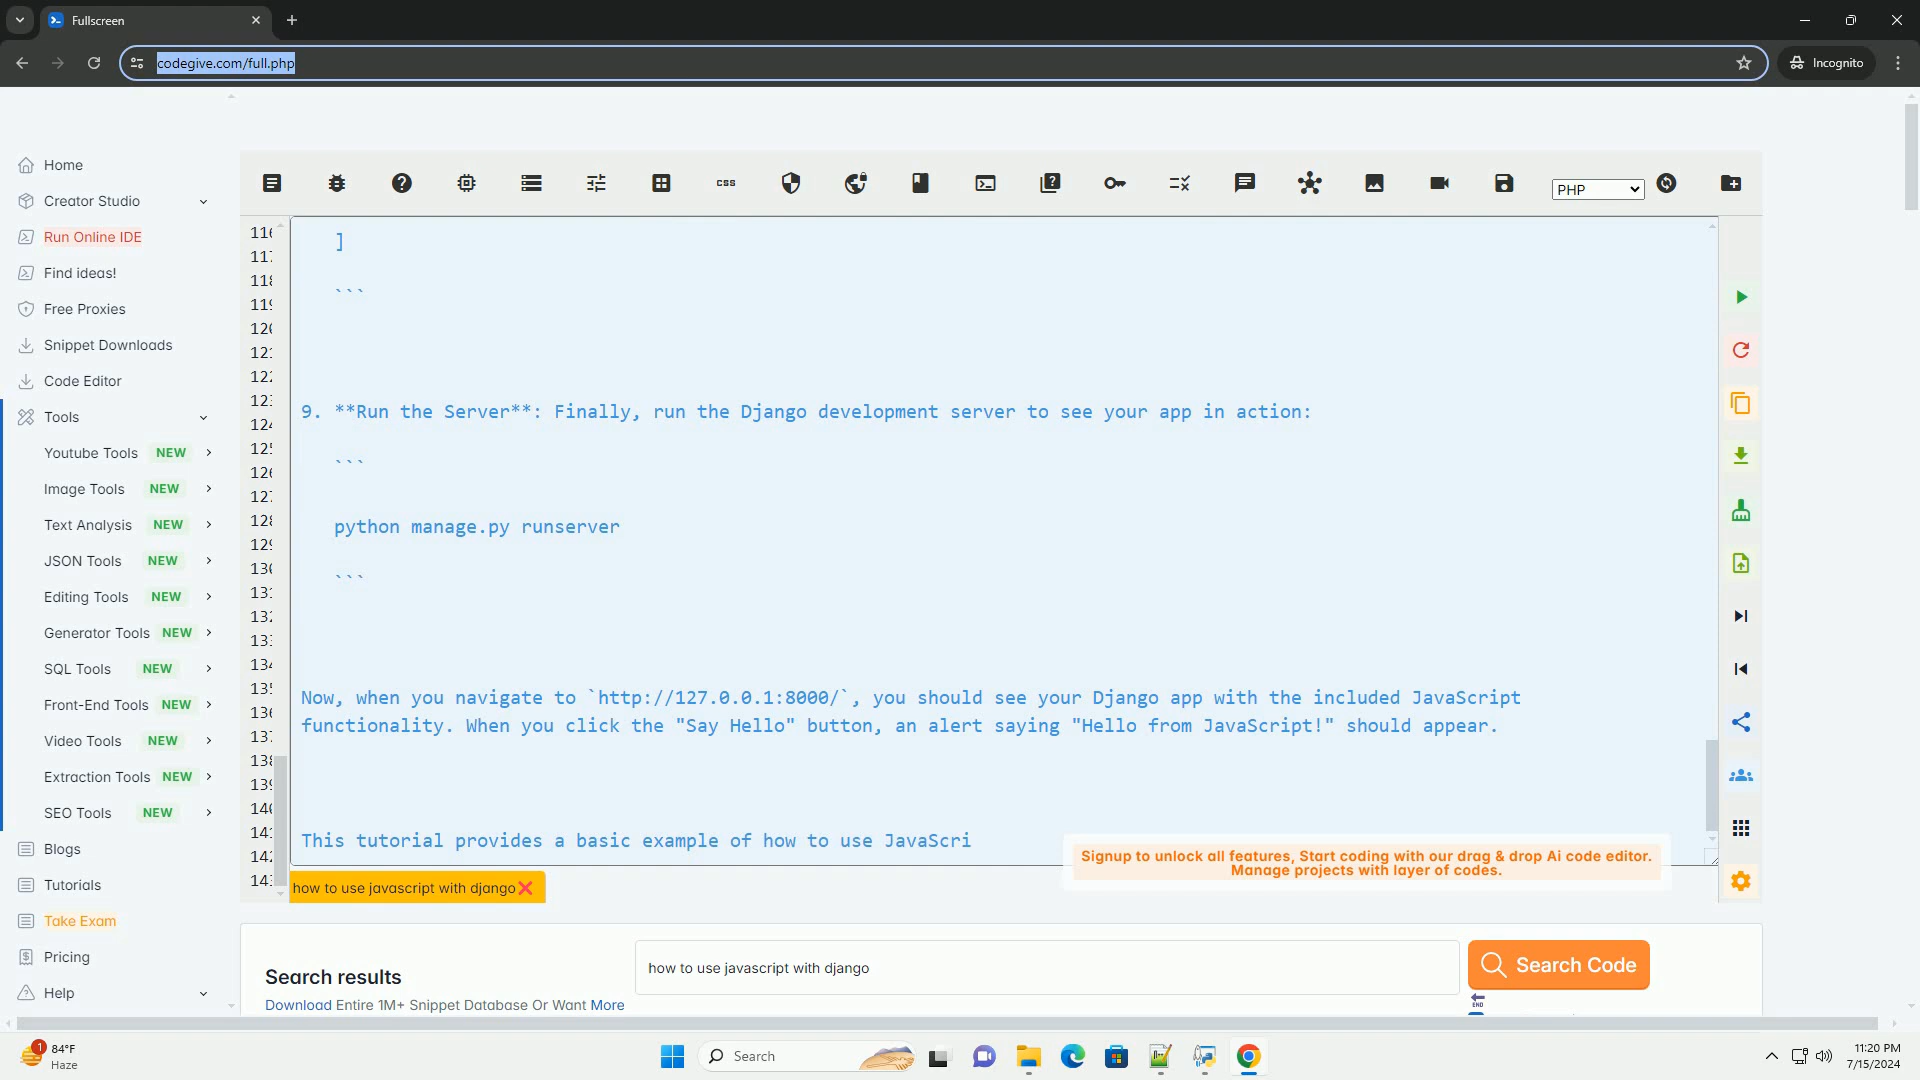 Fullscreen
codegive.com/full.php
Incognito
Home
Creator Studio
Run Online IDE
Find ideas!
Free Proxies
Snippet Downloads
Code Editor
Tools
Youtube Tools NEW
Image Tools NEW
Text Analysis NEW
JSON Tools NEW
Editing Tools NEW
Generator Tools NEW
SQL Tools NEW
Front-End Tools NEW
Video Tools NEW
Extraction Tools NEW
SEO Tools NEW
Blogs
Tutorials
Take Exam
Pricing
Help
css
PHP
]
```
9. **Run the Server**: Finally, run the Django development server to see your app in action:
```
python manage.py runserver
```
Now, when you navigate to `http://127.0.0.1:8000/`, you should see your Django app with the included JavaScript
functionality. When you click the "Say Hello" button, an alert saying "Hello from JavaScript!" should appear.
This tutorial provides a basic example of how to use JavaScri
Signup to unlock all features, Start coding with our drag & drop Ai code editor.
Manage projects with layer of codes.
how to use javascript with django
Search results
Download Entire 1M+ Snippet Database Or Want More
how to use javascript with django
Search Code
END
1
84°F
Haze
Search
11:20 PM
7/15/2024